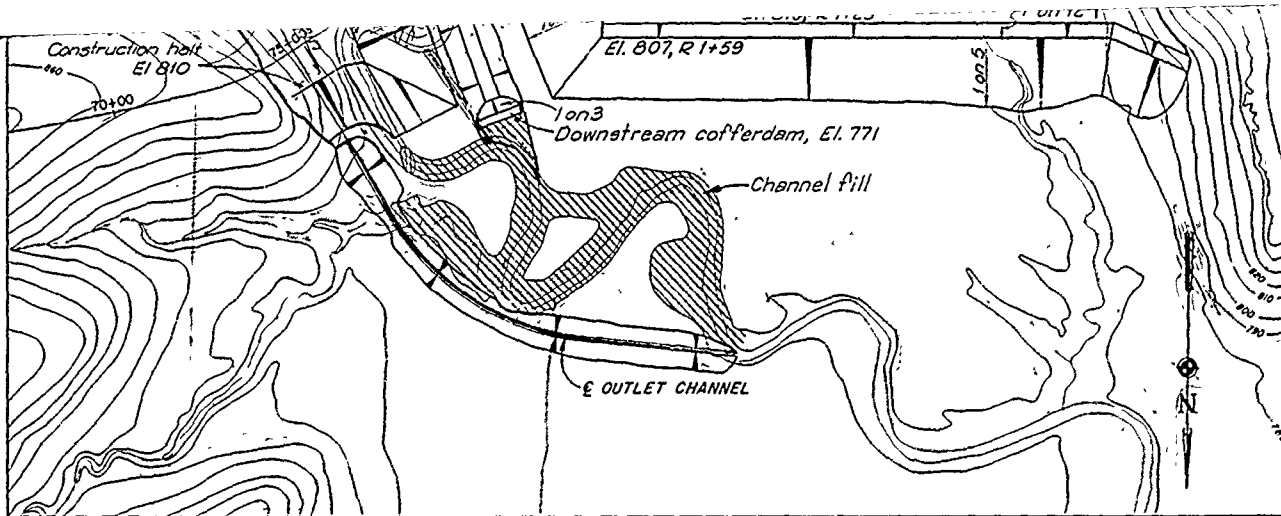 Construction halt
El 810
860
70+00
El. 807, R 1+59
1 on 5
1 on 3
Downstream cofferdam, El. 771
Channel fill
820
810
800
790
℄ OUTLET CHANNEL
N